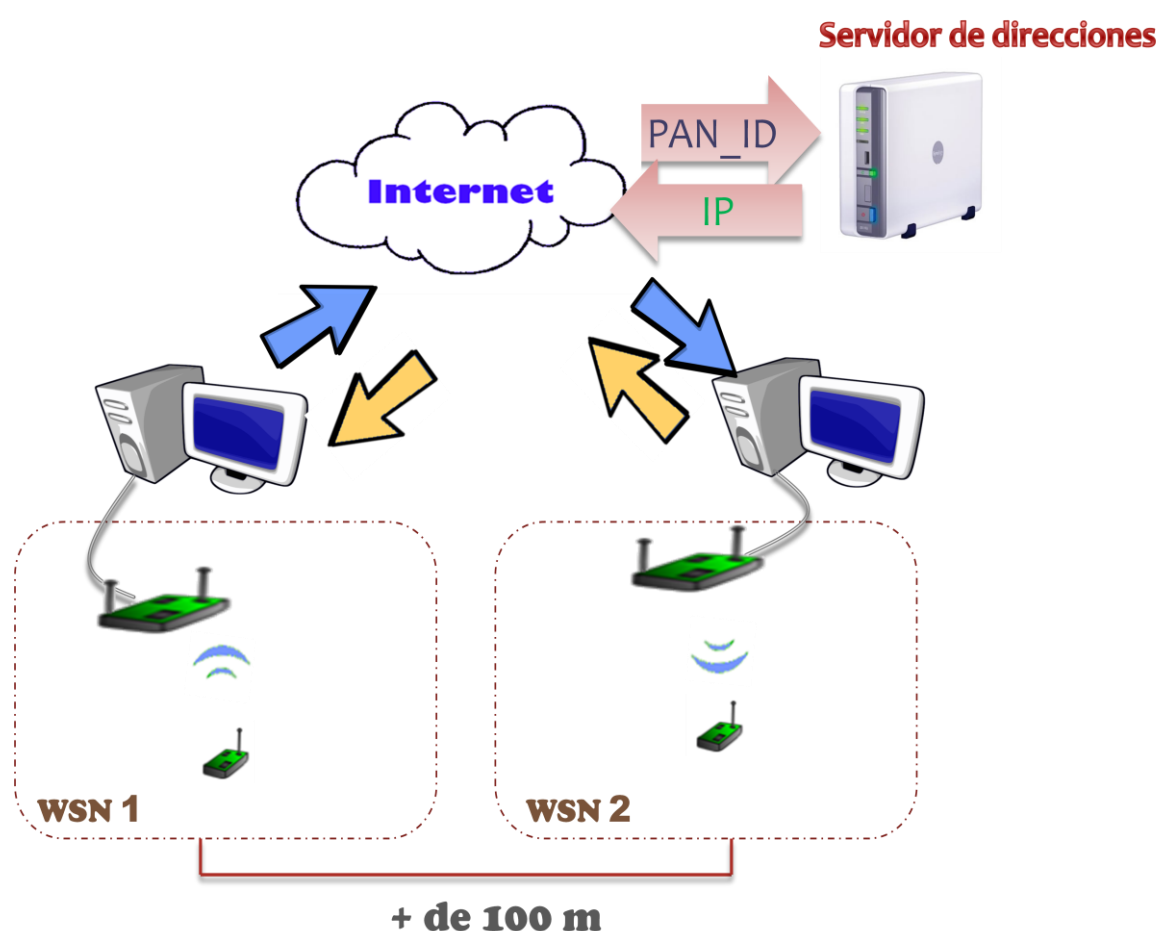 Servidor de direcciones
PAN_ID
Internet
IP
WSN 1
WSN 2
+ de 100 m